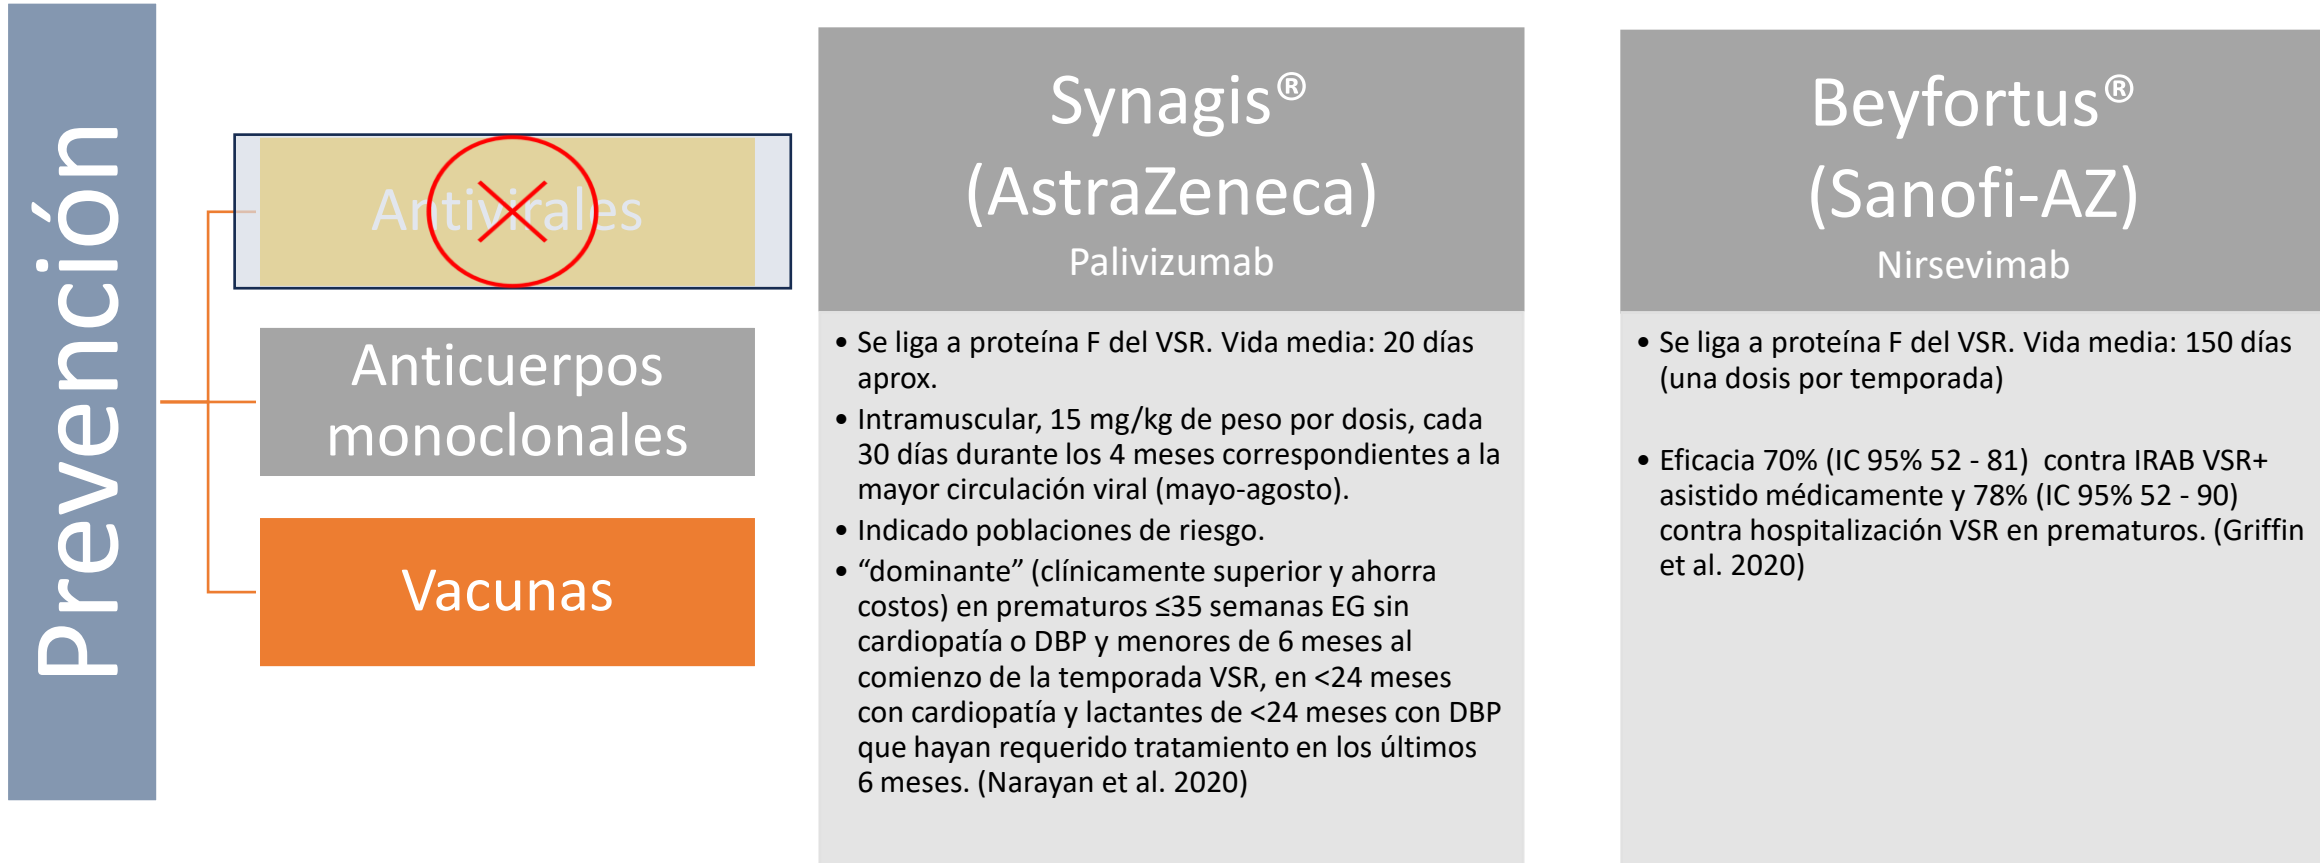 Prevención
Antivirales
Anticuerpos
monoclonales
Vacunas
Synagis®
(AstraZeneca)
Palivizumab
• Se liga a proteína F del VSR. Vida media: 20 días
aprox.
• Intramuscular, 15 mg/kg de peso por dosis, cada
30 días durante los 4 meses correspondientes a la
mayor circulación viral (mayo-agosto).
• Indicado poblaciones de riesgo.
• “dominante” (clínicamente superior y ahorra
costos) en prematuros ≤35 semanas EG sin
cardiopatía o DBP y menores de 6 meses al
comienzo de la temporada VSR, en <24 meses
con cardiopatía y lactantes de <24 meses con DBP
que hayan requerido tratamiento en los últimos
6 meses. (Narayan et al. 2020)
Beyfortus®
(Sanofi-AZ)
Nirsevimab
• Se liga a proteína F del VSR. Vida media: 150 días
(una dosis por temporada)
• Eficacia 70% (IC 95% 52 - 81) contra IRAB VSR+
asistido médicamente y 78% (IC 95% 52 - 90)
contra hospitalización VSR en prematuros. (Griffin
et al. 2020)